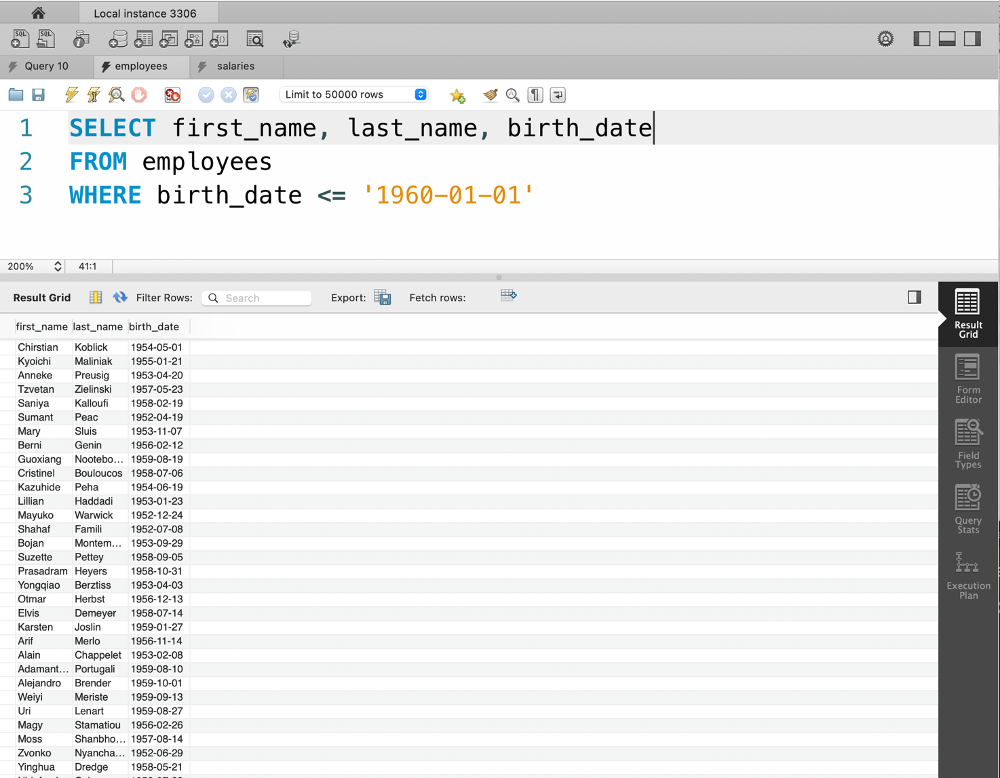 Local instance 3306
SQL SQL
Query 10 employees salaries
Limit to 50000 rows
1 SELECT first_name, last_name, birth_date
2 FROM employees
3 WHERE birth_date <= '1960-01-01'
200% 41:1
Result Grid Filter Rows: Search Export: Fetch rows:
first_name last_name birth_date
Chirstian Koblick 1954-05-01
Kyoichi Maliniak 1955-01-21
Anneke Preusig 1953-04-20
Tzvetan Zielinski 1957-05-23
Saniya Kalloufi 1958-02-19
Sumant Peac 1952-04-19
Mary Sluis 1953-11-07
Berni Genin 1956-02-12
Guoxiang Nootebo... 1959-08-19
Cristinel Bouloucos 1958-07-06
Kazuhide Peha 1954-06-19
Lillian Haddadi 1953-01-23
Mayuko Warwick 1952-12-24
Shahaf Famili 1952-07-08
Bojan Montem... 1953-09-29
Suzette Pettey 1958-09-05
Prasadram Heyers 1958-10-31
Yongqiao Berztiss 1953-04-03
Otmar Herbst 1956-12-13
Elvis Demeyer 1958-07-14
Karsten Joslin 1959-01-27
Arif Merlo 1956-11-14
Alain Chappelet 1953-02-08
Adamant... Portugali 1959-08-10
Alejandro Brender 1959-10-01
Weiyi Meriste 1959-09-13
Uri Lenart 1959-08-27
Magy Stamatiou 1956-02-26
Moss Shanbho... 1957-08-14
Zvonko Nyancha... 1952-06-29
Yinghua Dredge 1958-05-21
Result
Grid
Form
Editor
Field
Types
Query
Stats
Execution
Plan